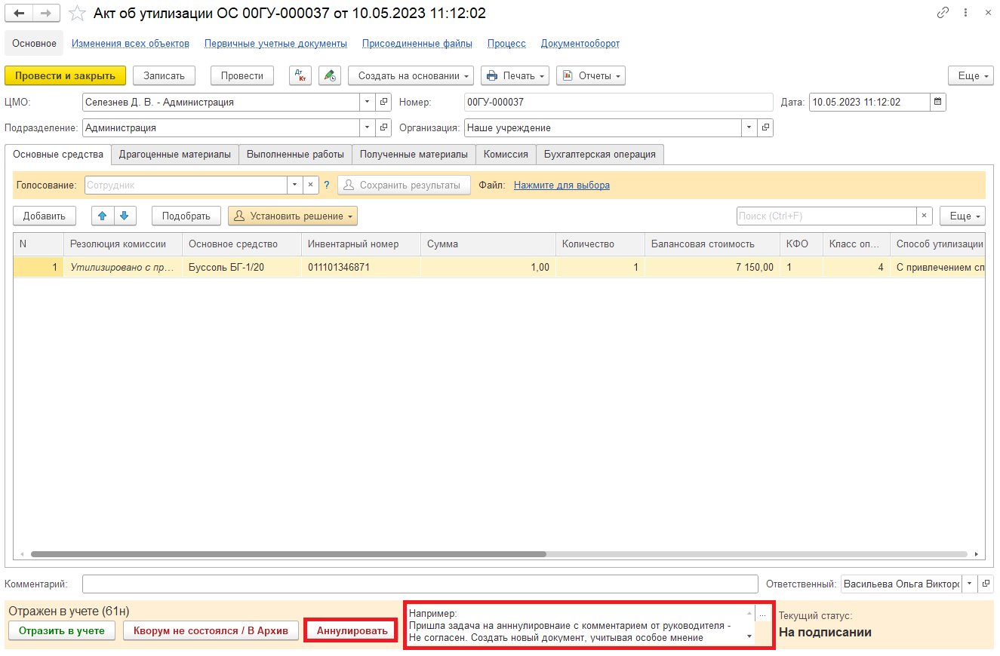 Акт об утилизации ОС 00ГУ-000037 от 10.05.2023 11:12:02
Основное Изменения всех объектов Первичные учетные документы Присоединенные файлы Процесс Документооборот
Провести и закрыть Записать Провести Дт Кт Создать на основании Печать Отчеты Еще
ЦМО: Селезнев Д. В. - Администрация Номер: 00ГУ-000037 Дата: 10.05.2023 11:12:02
Подразделение: Администрация Организация: Наше учреждение
Основные средства Драгоценные материалы Выполненные работы Полученные материалы Комиссия Бухгалтерская операция
Голосование: Сотрудник ? Сохранить результаты Файл: Нажмите для выбора
Добавить Подобрать Установить решение Поиск (Ctrl+F) × Еще
N Резолюция комиссии Основное средство Инвентарный номер Сумма Количество Балансовая стоимость КФО Класс оп... Способ утилизации
1 Утилизировано с пр... Буссоль БГ-1/20 011101346871 1,00 1 7 150,00 1 4 С привлечением сп
Комментарий: Ответственный: Васильева Ольга Викторо
Отражен в учете (61н)
Отразить в учете Кворум не состоялся / В Архив Аннулировать
Например:
Пришла задача на анннулировнаие с комментарием от руководителя -
Не согласен. Создать новый документ, учитывая особое мнение
...
Текущий статус:
На подписании